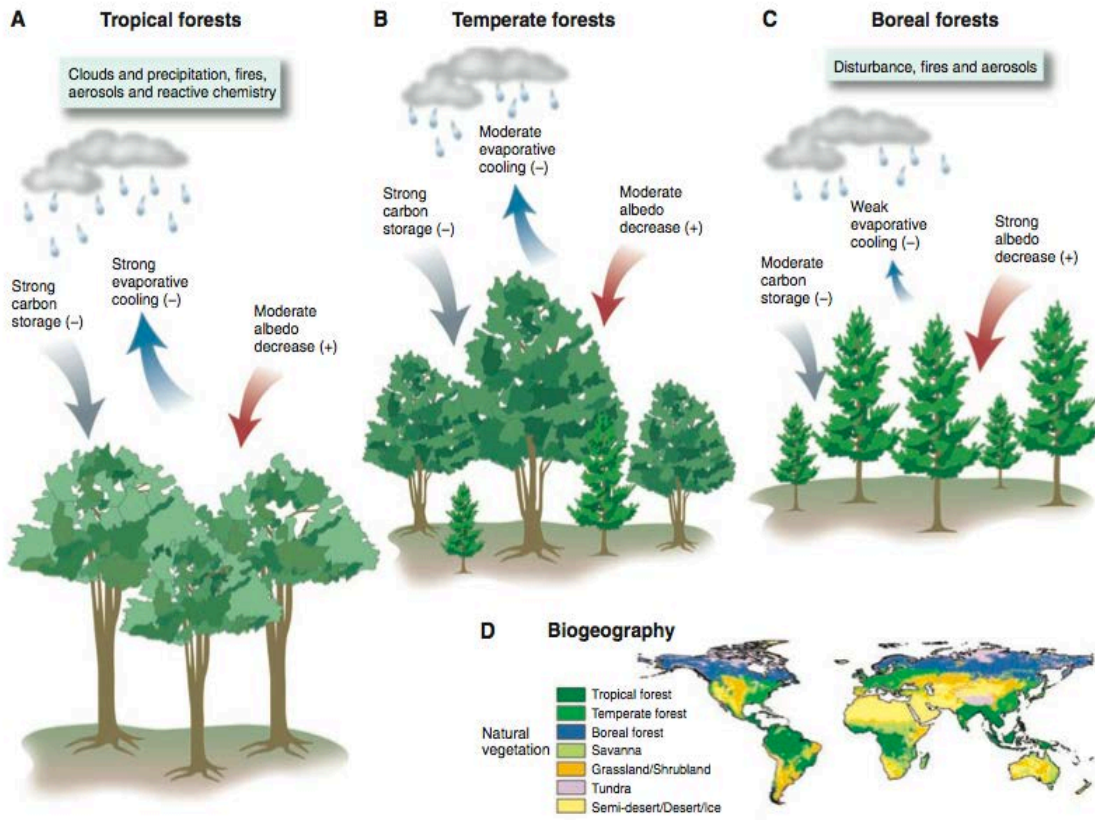 A Tropical forests
Clouds and precipitation, fires,
aerosols and reactive chemistry
Strong
carbon
storage (–)
Strong
evaporative
cooling (–)
Moderate
albedo
decrease (+)
B Temperate forests
Strong
carbon
storage (–)
Moderate
evaporative
cooling (–)
Moderate
albedo
decrease (+)
C Boreal forests
Disturbance, fires and aerosols
Moderate
carbon
storage (–)
Weak
evaporative
cooling (–)
Strong
albedo
decrease (+)
D Biogeography
Natural
vegetation
Tropical forest
Temperate forest
Boreal forest
Savanna
Grassland/Shrubland
Tundra
Semi-desert/Desert/Ice